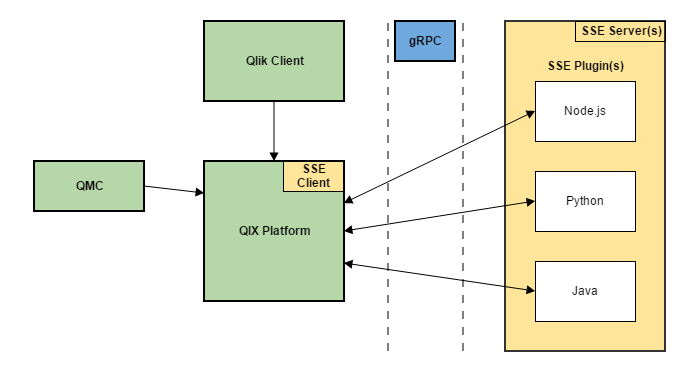 Qlik Client
gRPC
SSE Server(s)
SSE Plugin(s)
Node.js
QMC
SSE
Client
QIX Platform
Python
Java